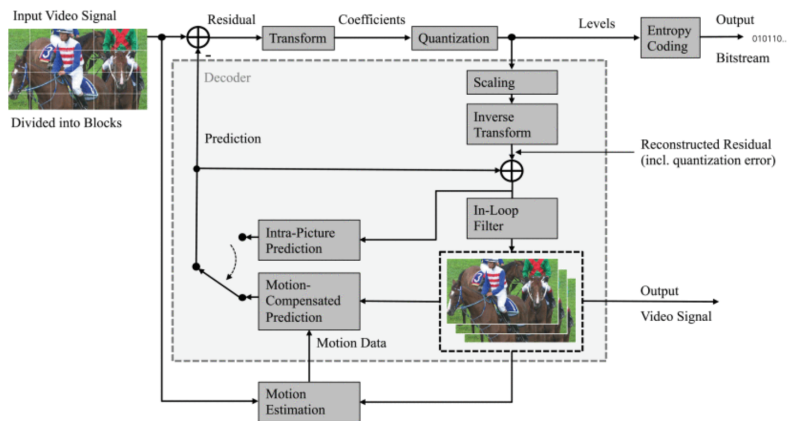 Input Video Signal
Divided into Blocks
Residual
-
Transform
Coefficients
Quantization
Levels
Entropy
Coding
Output
010110..
Bitstream
Decoder
Scaling
Inverse
Transform
Prediction
Reconstructed Residual
(incl. quantization error)
In-Loop
Filter
Intra-Picture
Prediction
Motion-
Compensated
Prediction
Output
Video Signal
Motion Data
Motion
Estimation